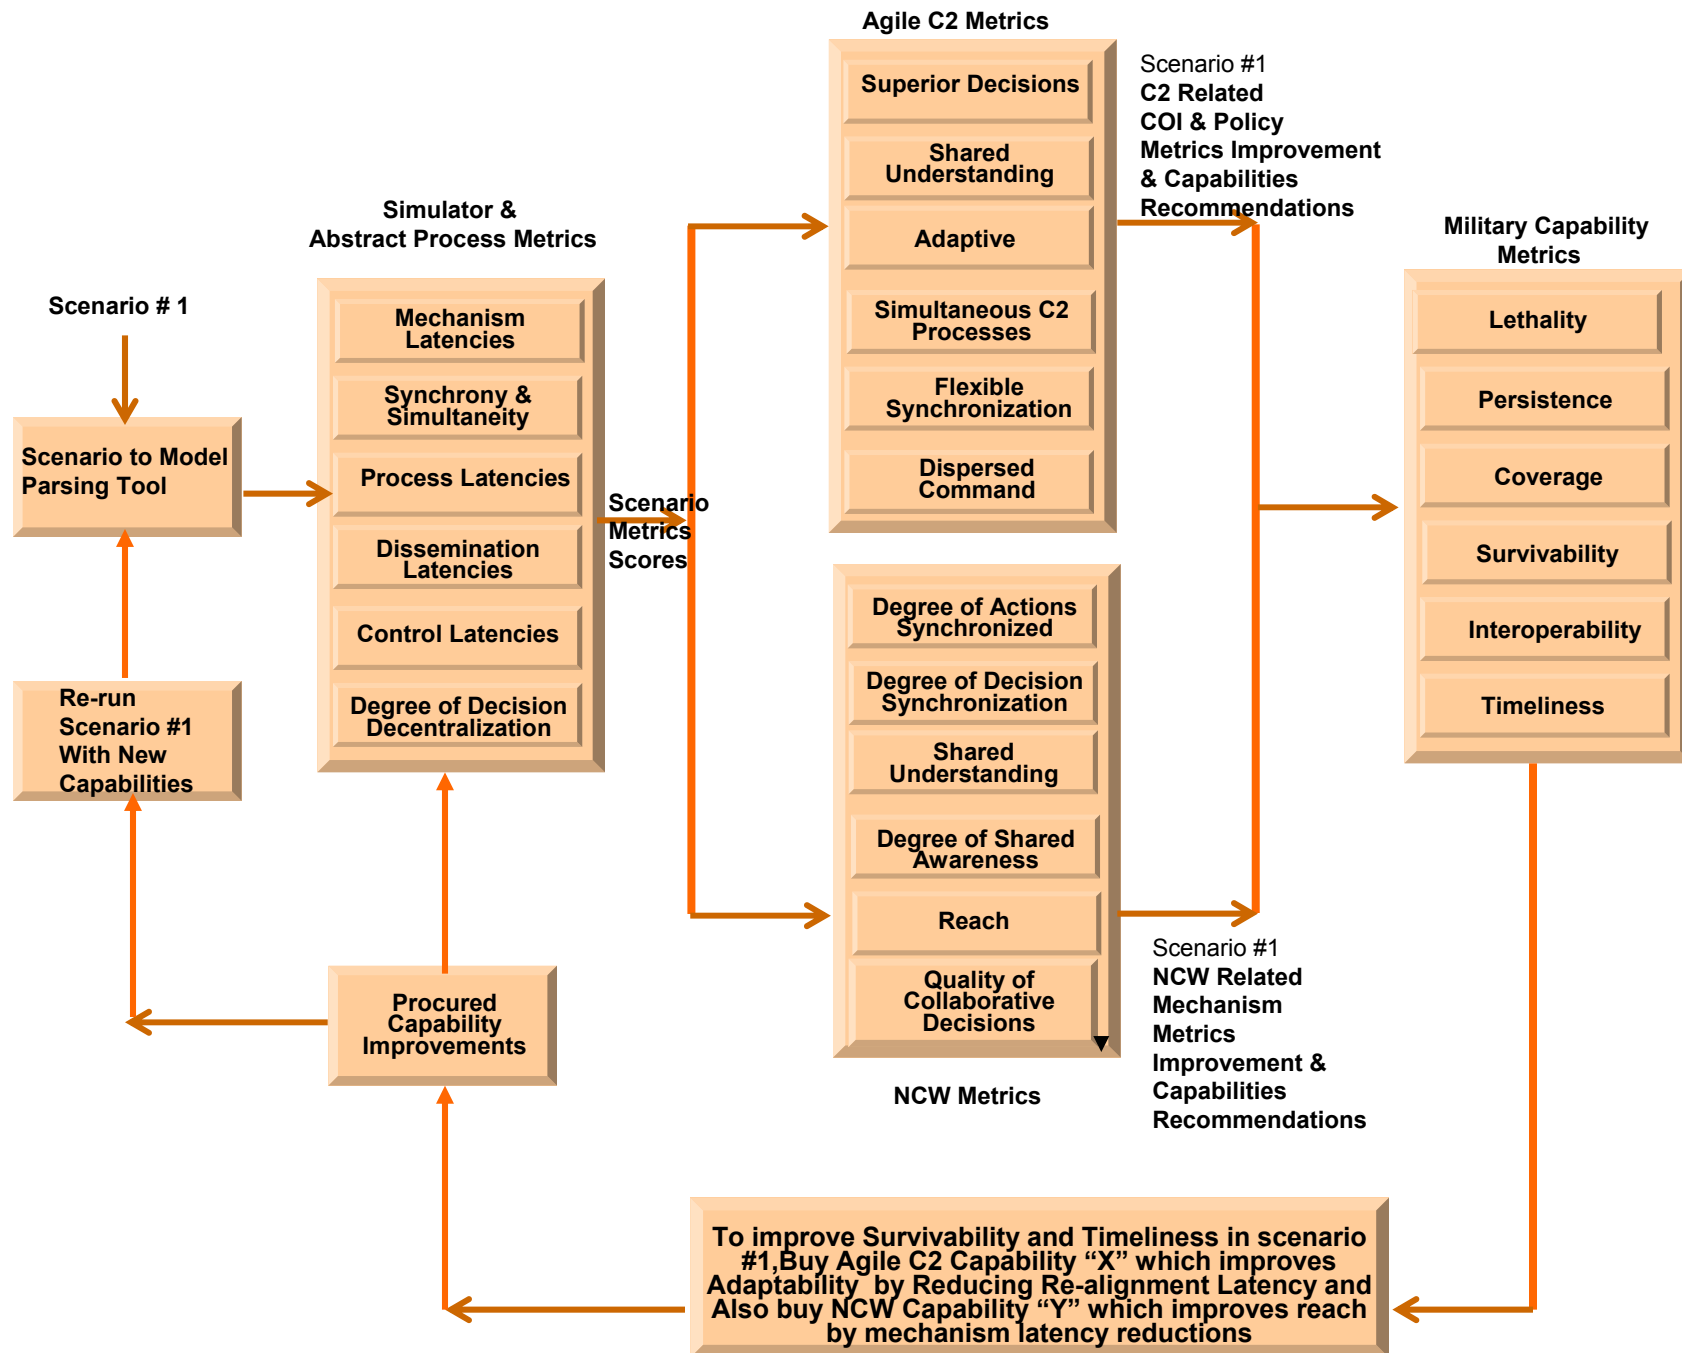 Agile C2 Metrics
Superior Decisions
Shared
Understanding
Adaptive
Simultaneous C2
Processes
Flexible
Synchronization
Dispersed
Command
Scenario #1
C2 Related
COI & Policy
Metrics Improvement
& Capabilities
Recommendations
Simulator &
Abstract Process Metrics
Mechanism
Latencies
Synchrony &
Simultaneity
Process Latencies
Dissemination
Latencies
Control Latencies
Degree of Decision
Decentralization
Scenario # 1
Scenario to Model
Parsing Tool
Re-run
Scenario #1
With New
Capabilities
Scenario
Metrics
Scores
Degree of Actions
Synchronized
Degree of Decision
Synchronization
Shared
Understanding
Degree of Shared
Awareness
Reach
Quality of
Collaborative
Decisions
NCW Metrics
Scenario #1
NCW Related
Mechanism
Metrics
Improvement &
Capabilities
Recommendations
Military Capability
Metrics
Lethality
Persistence
Coverage
Survivability
Interoperability
Timeliness
Procured
Capability
Improvements
To improve Survivability and Timeliness in scenario
#1,Buy Agile C2 Capability “X” which improves
Adaptability by Reducing Re-alignment Latency and
Also buy NCW Capability “Y” which improves reach
by mechanism latency reductions